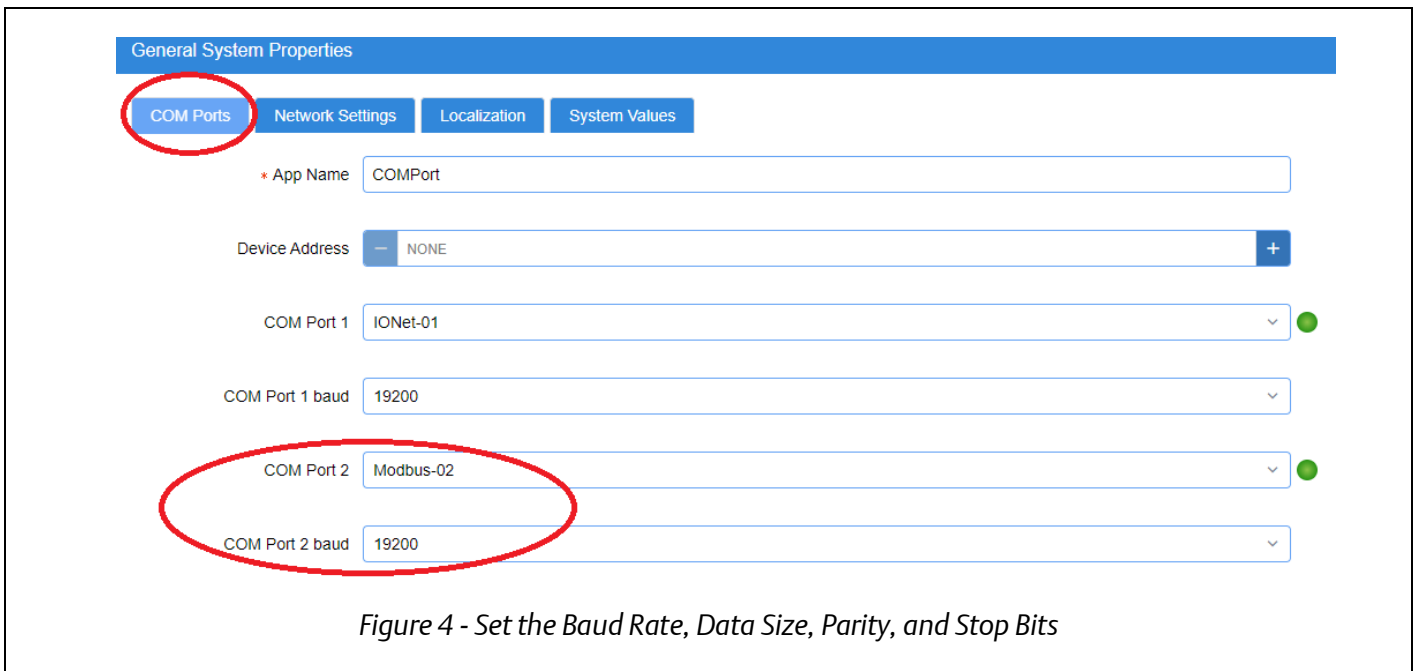 General System Properties
COM Ports Network Settings Localization System Values
* App Name COMPort
Device Address − NONE +
COM Port 1 IONet-01
COM Port 1 baud 19200
COM Port 2 Modbus-02
COM Port 2 baud 19200
Figure 4 - Set the Baud Rate, Data Size, Parity, and Stop Bits